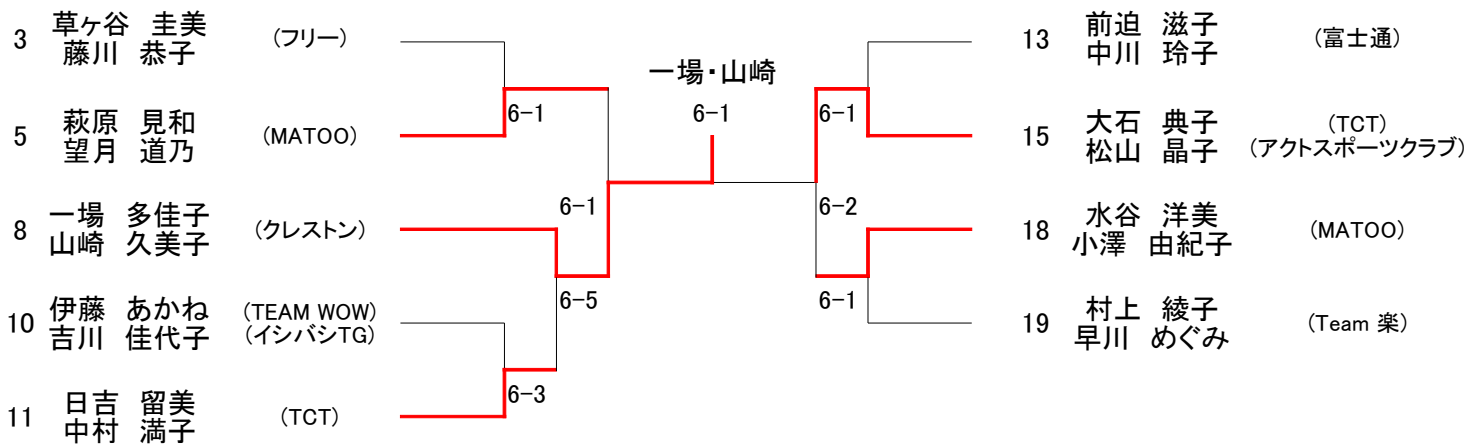 3 草ヶ谷 圭美
藤川 恭子 (フリー)
5 萩原 見和
望月 道乃 (MATOO)
8 一場 多佳子
山崎 久美子 (クレストン)
10 伊藤 あかね (TEAM WOW)
吉川 佳代子 (イシバシTG)
11 日吉 留美
中村 満子 (TCT)
6-1
6-1
6-5
6-3
一場・山崎
6-1
6-1
6-2
6-1
13 前迫 滋子
中川 玲子 (富士通)
15 大石 典子 (TCT)
松山 晶子 (アクトスポーツクラブ)
18 水谷 洋美
小澤 由紀子 (MATOO)
19 村上 綾子
早川 めぐみ (Team 楽)